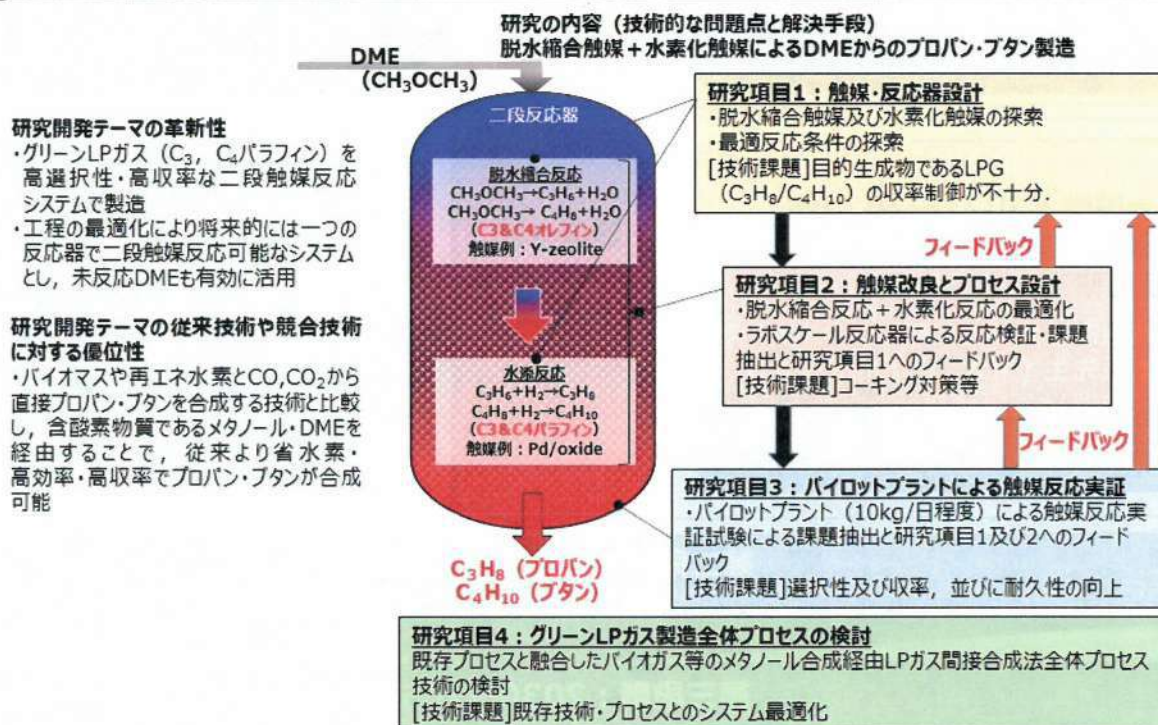 研究の内容(技術的な問題点と解決手段)
脱水縮合触媒+水素化触媒によるDMEからのプロパン・ブタン製造
DME
(CH₃OCH₃)
研究開発テーマの革新性
・グリーンLPガス(C₃, C₄パラフィン)を
高選択性・高収率な二段触媒反応
システムで製造
・工程の最適化により将来的には一つの
反応器で二段触媒反応可能なシステム
とし,未反応DMEも有効に活用
研究開発テーマの従来技術や競合技術
に対する優位性
・バイオマスや再エネ水素とCO,CO₂から
直接プロパン・ブタンを合成する技術と比較
し,含酸素物質であるメタノール・DMEを
経由することで,従来より省水素・
高効率・高収率でプロパン・ブタンが合成
可能
二段反応器
脱水縮合反応
CH₃OCH₃→C₃H₆+H₂O
CH₃OCH₃→ C₄H₈+H₂O
(C3&C4オレフィン)
触媒例:Y-zeolite
水添反応
C₃H₆+H₂→C₃H₈
C₄H₈+H₂→C₄H₁₀
(C3&C4パラフィン)
触媒例:Pd/oxide
C₃H₈(プロパン)
C₄H₁₀(ブタン)
研究項目1:触媒・反応器設計
・脱水縮合触媒及び水素化触媒の探索
・最適反応条件の探索
[技術課題]目的生成物であるLPG
(C₃H₈/C₄H₁₀)の収率制御が不十分.
フィードバック
研究項目2:触媒改良とプロセス設計
・脱水縮合反応+水素化反応の最適化
・ラボスケール反応器による反応検証・課題
抽出と研究項目1へのフィードバック
[技術課題]コーキング対策等
フィードバック
研究項目3:パイロットプラントによる触媒反応実証
・パイロットプラント(10kg/日程度)による触媒反応実
証試験による課題抽出と研究項目1及び2へのフィード
バック
[技術課題]選択性及び収率,並びに耐久性の向上
研究項目4:グリーンLPガス製造全体プロセスの検討
既存プロセスと融合したバイオガス等のメタノール合成経由LPガス間接合成法全体プロセス
技術の検討
[技術課題]既存技術・プロセスとのシステム最適化